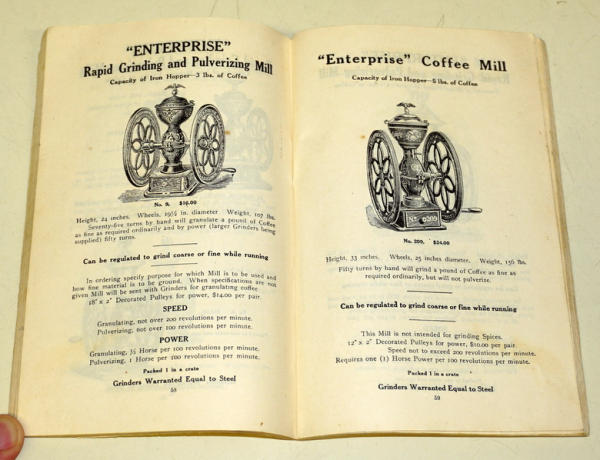 "ENTERPRISE"
Rapid Grinding and Pulverizing Mill
Capacity of Iron Hopper—3 lbs. of Coffee
No. 9, $16.00
Height, 24 inches. Wheels, 19½ in. diameter Weight, 107 lbs.
Seventy-five turns by hand will granulate a pound of Coffee
as fine as required ordinarily and by power (larger Grinders being
supplied) fifty turns.
Can be regulated to grind coarse or fine while running
In ordering specify purpose for which Mill is to be used and
how fine material is to be ground. When specifications are not
given Mill will be sent with Grinders for granulating coffee.
18" x 2" Decorated Pulleys for power, $14.00 per pair.
SPEED
Granulating, not over 200 revolutions per minute.
Pulverizing, not over 100 revolutions per minute.
POWER
Granulating, ½ Horse per 100 revolutions per minute.
Pulverizing, 1 Horse per 100 revolutions per minute.
Packed 1 in a crate
Grinders Warranted Equal to Steel
58
"Enterprise" Coffee Mill
Capacity of Iron Hopper—5 lbs. of Coffee
No. 209
No. 209, $24.00
Height, 33 inches. Wheels, 25 inches diameter. Weight, 156 lbs.
Fifty turns by hand will grind a pound of Coffee as fine as
required ordinarily, but will not pulverize.
Can be regulated to grind coarse or fine while running
This Mill is not intended for grinding Spices.
12" x 2" Decorated Pulleys for power, $10.00 per pair.
Speed not to exceed 200 revolutions per minute.
Requires one (1) Horse Power per 100 revolutions per minute.
Packed 1 in a crate
Grinders Warranted Equal to Steel
59